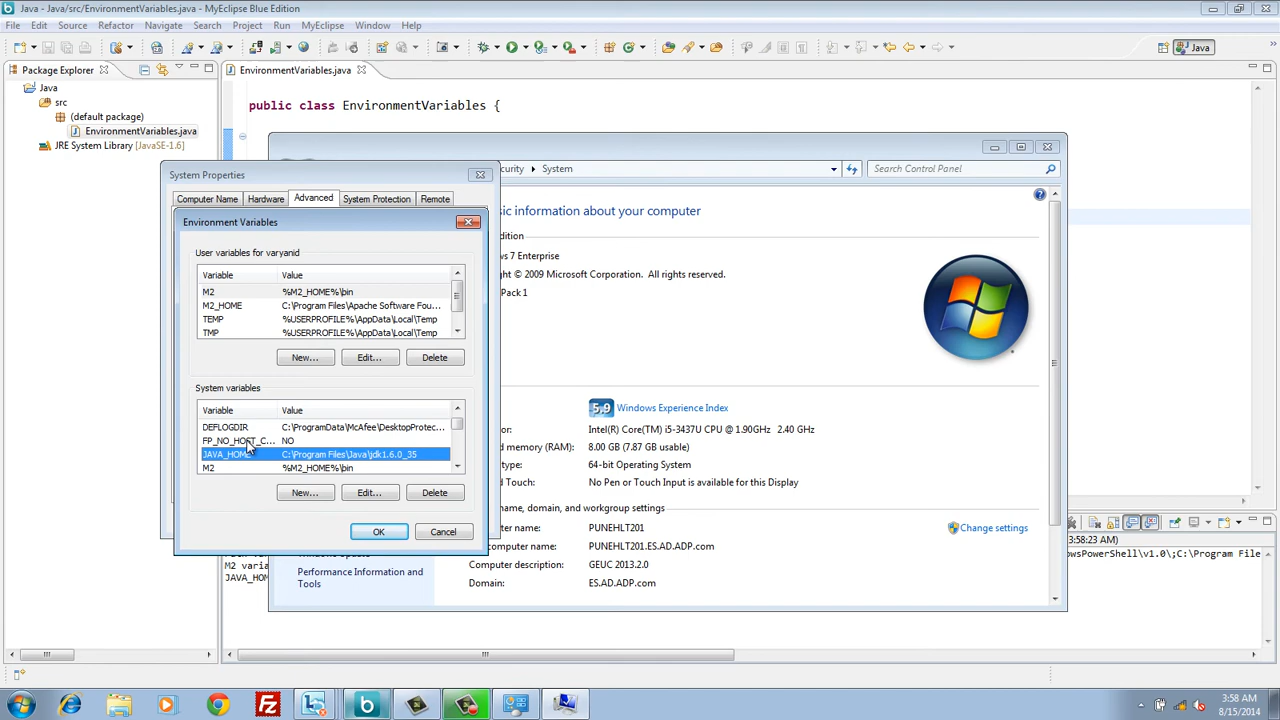 Java - Java/src/EnvironmentVariables.java - MyEclipse Blue Edition
File Edit Source Refactor Navigate Search Project Run MyEclipse Window Help
Java
Package Explorer
EnvironmentVariables.java
Java
src
(default package)
EnvironmentVariables.java
JRE System Library [JavaSE-1.6]
public class EnvironmentVariables {
System
Search Control Panel
sic information about your computer
dition
s 7 Enterprise
ght © 2009 Microsoft Corporation. All rights reserved.
Pack 1
5.9 Windows Experience Index
Intel(R) Core(TM) i5-3437U CPU @ 1.90GHz 2.40 GHz
8.00 GB (7.87 GB usable)
64-bit Operating System
d Touch: No Pen or Touch Input is available for this Display
name, domain, and workgroup settings
ter name: PUNEHLT201
Change settings
mputer name: PUNEHLT201.ES.AD.ADP.com
Computer description: GEUC 2013.2.0
Domain: ES.AD.ADP.com
Performance Information and
Tools
System Properties
Computer Name Hardware Advanced System Protection Remote
Environment Variables
User variables for varyanid
Variable Value
M2 %M2_HOME%\bin
M2_HOME C:\Program Files\Apache Software Fou...
TEMP %USERPROFILE%\AppData\Local\Temp
TMP %USERPROFILE%\AppData\Local\Temp
New... Edit... Delete
System variables
Variable Value
DEFLOGDIR C:\ProgramData\McAfee\DesktopProtec...
FP_NO_HOST_C... NO
JAVA_HOME C:\Program Files\Java\jdk1.6.0_35
M2 %M2_HOME%\bin
New... Edit... Delete
OK Cancel
3:58:23 AM)
owsPowerShell\v1.0\;C:\Program File
M2 varia
JAVA_HOM
3:58 AM
8/15/2014